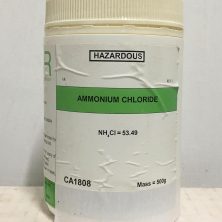 HAZARDOUS
AMMONIUM CHLORIDE
NH₄Cl = 53.49
CA1808
Mass = 500g